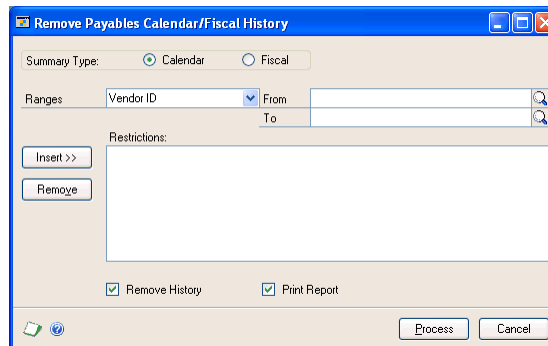 Remove Payables Calendar/Fiscal History
Summary Type: Calendar Fiscal
Ranges Vendor ID From
To
Restrictions:
Insert >>
Remove
Remove History Print Report
Process Cancel